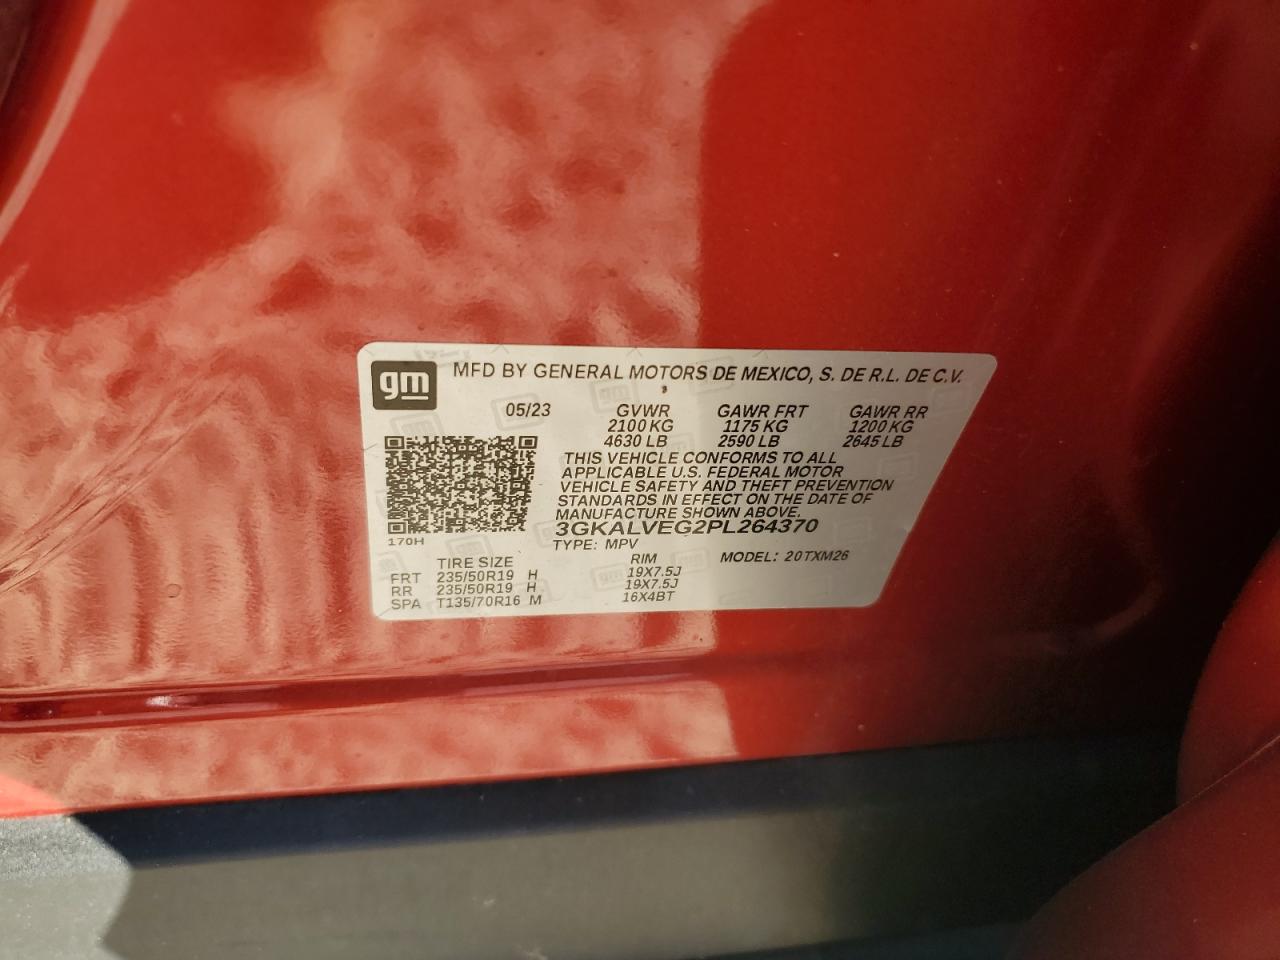 gm
MFD BY GENERAL MOTORS DE MEXICO, S. DE R.L. DE C.V.
05/23 GVWR GAWR FRT GAWR RR
2100 KG 1175 KG 1200 KG
4630 LB 2590 LB 2645 LB
THIS VEHICLE CONFORMS TO ALL
APPLICABLE U.S. FEDERAL MOTOR
VEHICLE SAFETY AND THEFT PREVENTION
STANDARDS IN EFFECT ON THE DATE OF
MANUFACTURE SHOWN ABOVE.
3GKALVEG2PL264370
170H
TYPE: MPV MODEL: 20TXM26
TIRE SIZE RIM
FRT 235/50R19 H 19X7.5J
RR 235/50R19 H 19X7.5J
SPA T135/70R16 M 16X4BT